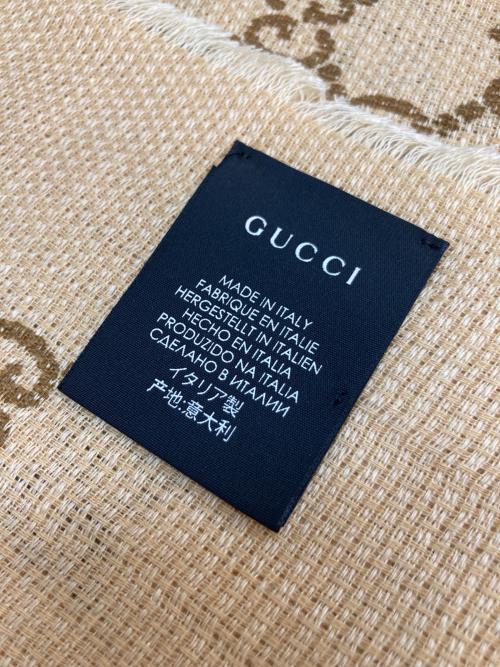 GUCCI
MADE IN ITALY
FABRIQUE EN ITALIE
HERGESTELLT IN ITALIEN
HECHO EN ITALIA
PRODUZIDO NA ITALIA
СДЕЛАНО В ИТАЛИИ
イタリア製
产地:意大利